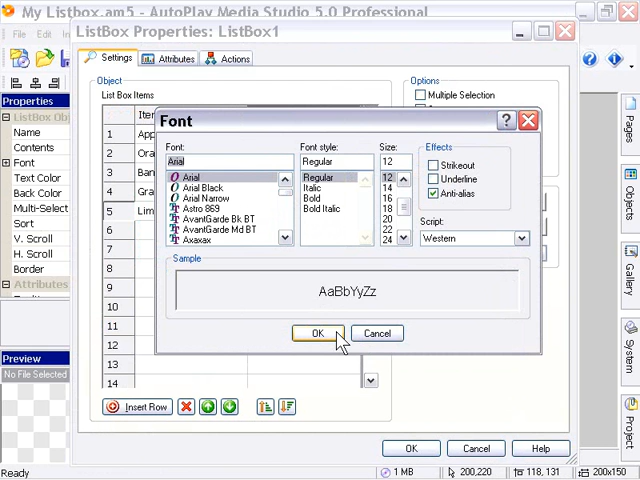 My Listbox.am5 - AutoPlay Media Studio 5.0 Professional
File Edit
ListBox Properties: ListBox1
Settings Attributes Actions
Object
Options
List Box Items
Multiple Selection
Properties
ListBox Ob
Name
Contents
Font
Text Color
Back Color
Multi-Select
Sort
V. Scroll
H. Scroll
Border
Attributes
1 App
2 Ora
3 Ban
4 Gra
5 Lim
6
7
8
9
10
11
12
13
14
Font
Font: Font style: Size:
Arial Regular 12
Arial
Arial Black
Arial Narrow
Astro 869
AvantGarde Bk BT
AvantGarde Md BT
Axaxax
Regular
Italic
Bold
Bold Italic
12
14
16
18
20
22
24
Effects
Strikeout
Underline
Anti-alias
Script:
Western
Sample
AaBbYyZz
OK Cancel
Insert Row
OK Cancel Help
Preview
No File Selected
Pages
Objects
Gallery
System
Project
Ready 1 MB 200,220 118, 131 200x150